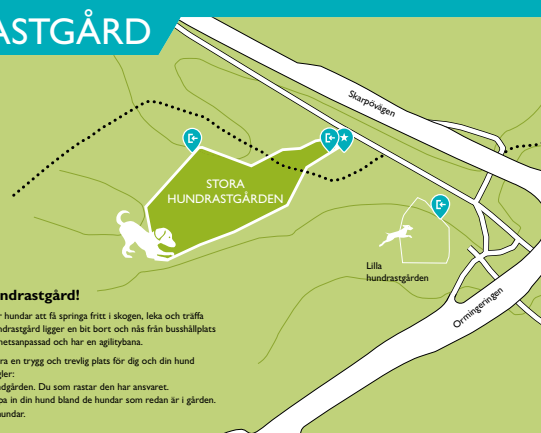 ASTGÅRD
Skarpövägen
STORA
HUNDRASTGÅRDEN
Lilla
hundrastgården
Ormingeringen
ndrastgård!
r hundar att få springa fritt i skogen, leka och träffa
ndrastgård ligger en bit bort och nås från busshållplats
hetsanpassad och har en agilitybana.
ra en trygg och trevlig plats för dig och din hund
gler:
ndgården. Du som rastar den har ansvaret.
pa in din hund bland de hundar som redan är i gården.
hundar.